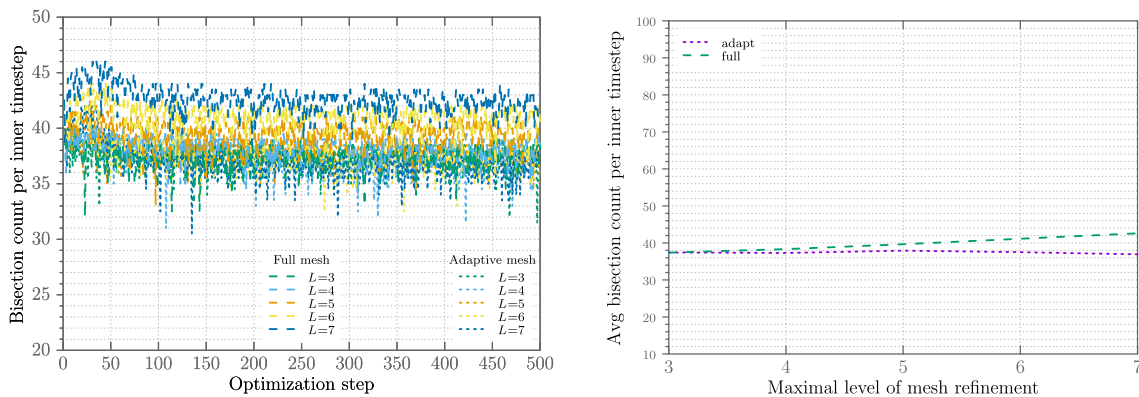 50
45
40
35
30
25
20
Bisection count per inner timestep
Full mesh
L=3
L=4
L=5
L=6
L=7
Adaptive mesh
L=3
L=4
L=5
L=6
L=7
0 50 100 150 200 250 300 350 400 450 500
Optimization step
100
90
80
70
60
50
40
30
20
10
Avg bisection count per inner timestep
adapt
full
3 4 5 6 7
Maximal level of mesh refinement